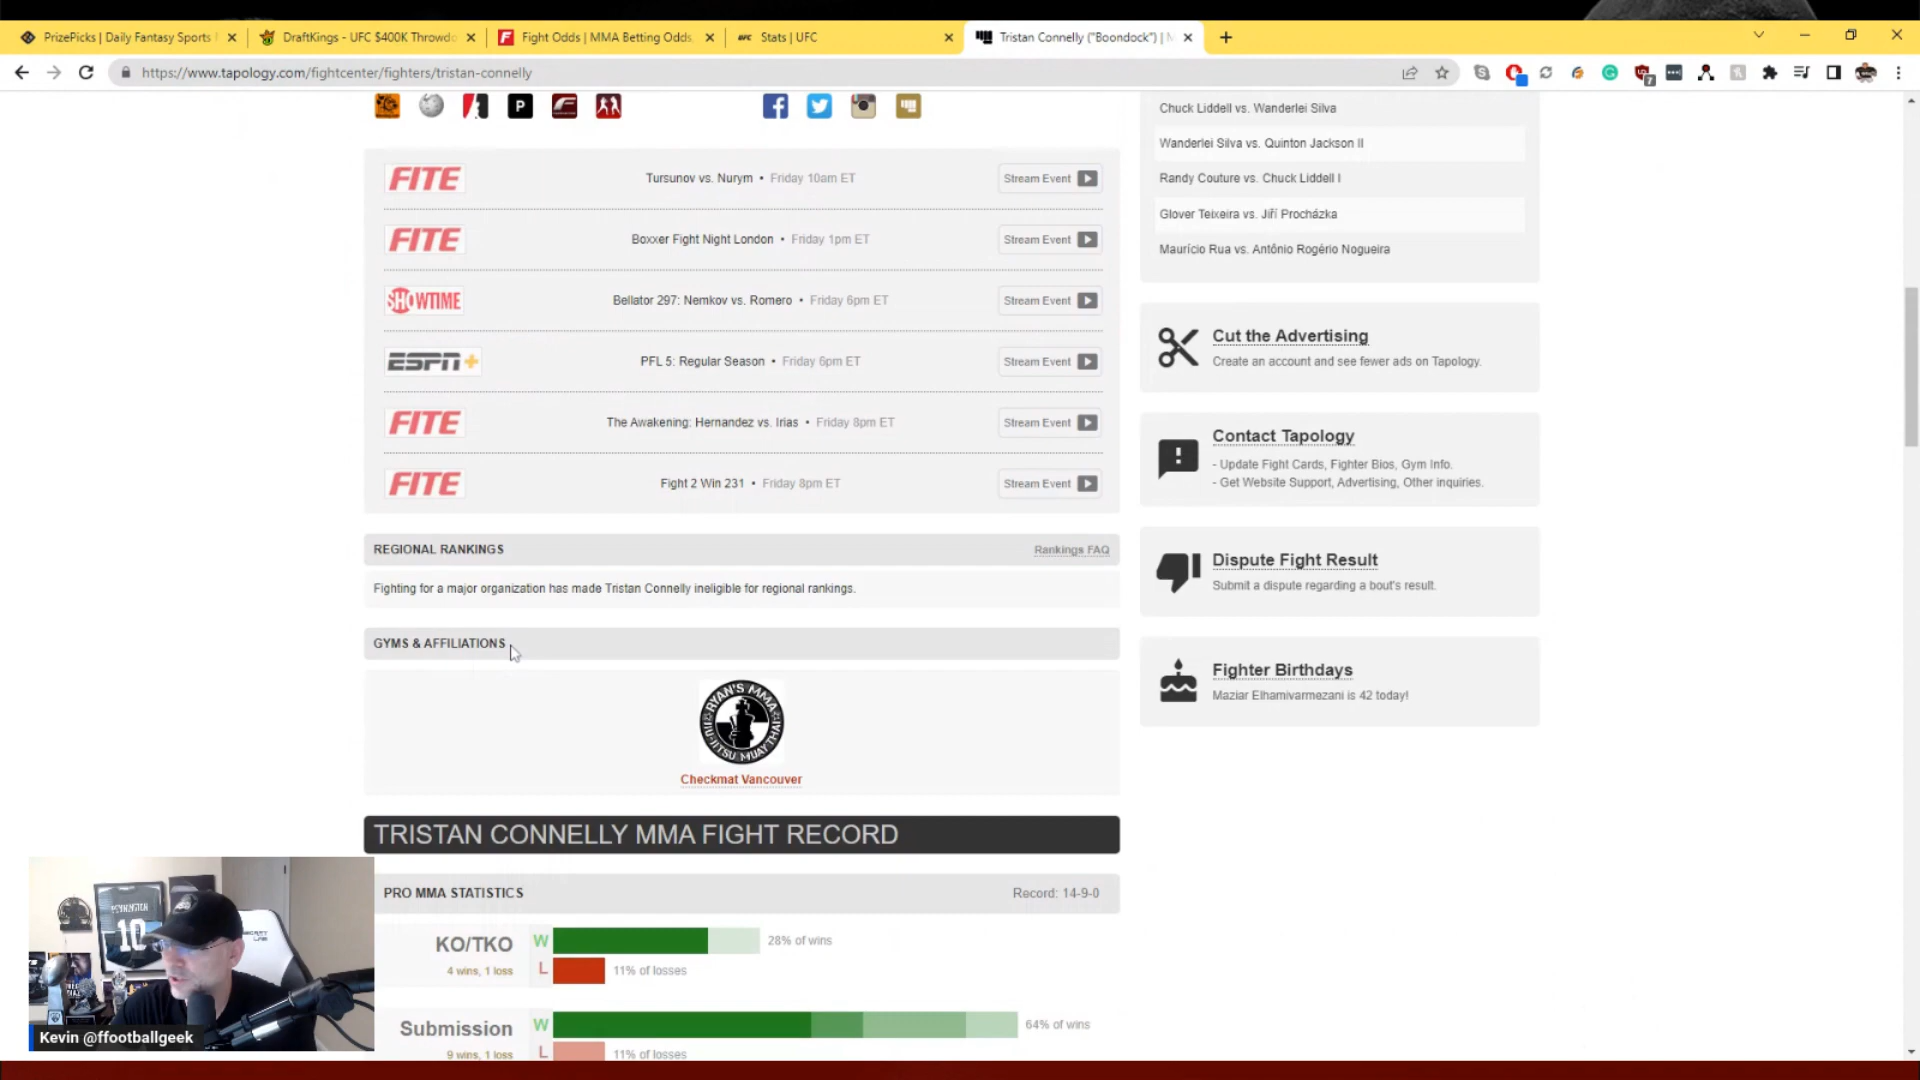 PrizePicks | Daily Fantasy Sports
DraftKings - UFC $400K Throwdo
Fight Odds | MMA Betting Odds,
Stats | UFC
Tristan Connelly ("Boondock") |
https://www.tapology.com/fightcenter/fighters/tristan-connelly
FITE
Tursunov vs. Nurym • Friday 10am ET
Stream Event
FITE
Boxxer Fight Night London • Friday 1pm ET
Stream Event
SHOWTIME
Bellator 297: Nemkov vs. Romero • Friday 6pm ET
Stream Event
ESPN+
PFL 5: Regular Season • Friday 6pm ET
Stream Event
FITE
The Awakening: Hernandez vs. Irias • Friday 8pm ET
Stream Event
FITE
Fight 2 Win 231 • Friday 8pm ET
Stream Event
REGIONAL RANKINGS
Rankings FAQ
Fighting for a major organization has made Tristan Connelly ineligible for regional rankings.
GYMS & AFFILIATIONS
RYAN'S MMA
JIU-JITSU MUAY THAI
Checkmat Vancouver
TRISTAN CONNELLY MMA FIGHT RECORD
PRO MMA STATISTICS
Record: 14-9-0
KO/TKO
4 wins, 1 loss
W
28% of wins
L
11% of losses
Submission
9 wins, 1 loss
W
64% of wins
L
11% of losses
Chuck Liddell vs. Wanderlei Silva
Wanderlei Silva vs. Quinton Jackson II
Randy Couture vs. Chuck Liddell I
Glover Teixeira vs. Jiří Procházka
Maurício Rua vs. Antônio Rogério Nogueira
Cut the Advertising
Create an account and see fewer ads on Tapology.
Contact Tapology
- Update Fight Cards, Fighter Bios, Gym Info.
- Get Website Support, Advertising, Other inquiries.
Dispute Fight Result
Submit a dispute regarding a bout's result.
Fighter Birthdays
Maziar Elhamivarmezani is 42 today!
10
Kevin @ffootballgeek